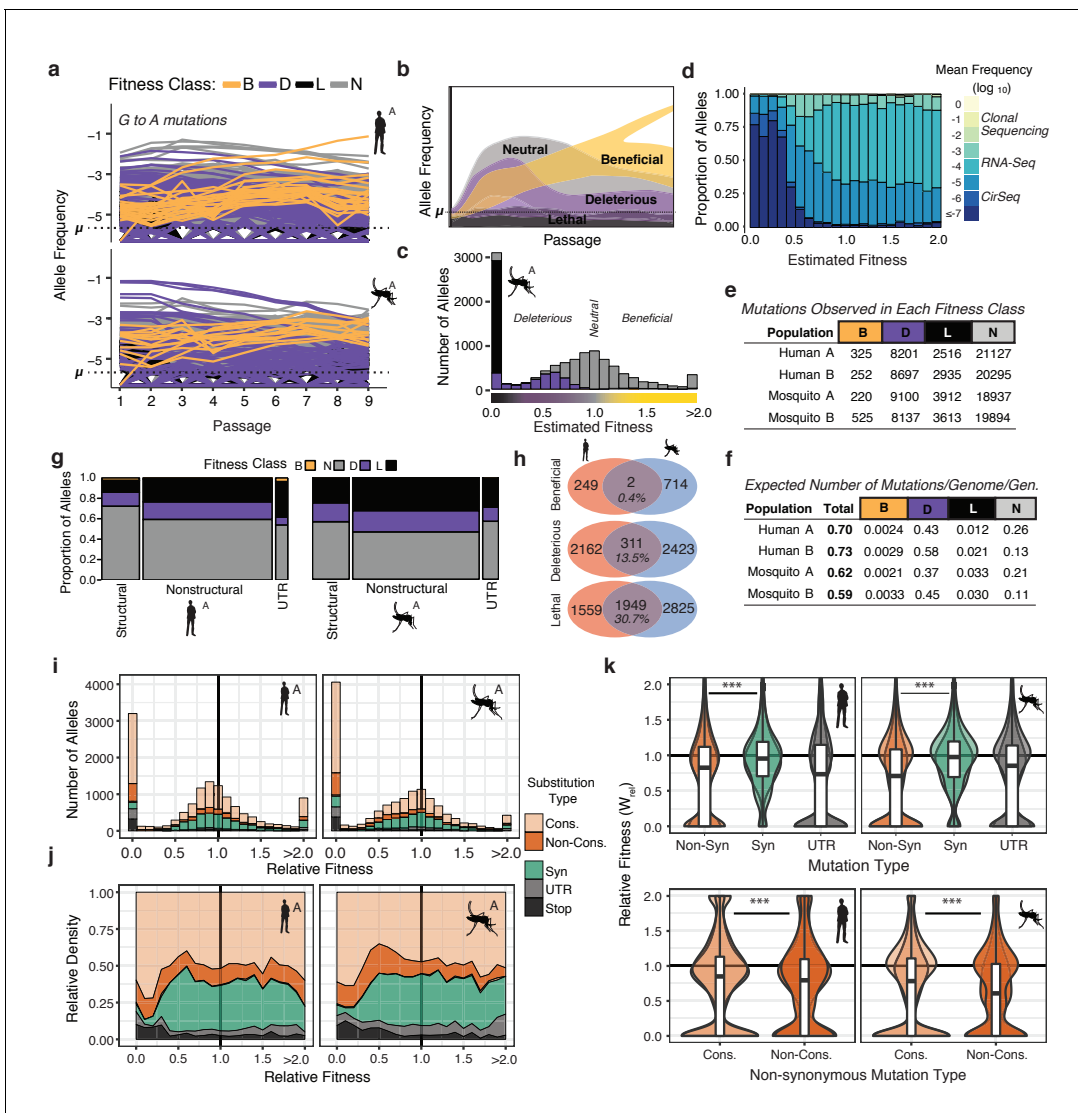 a
Fitness Class: B D L N
G to A mutations
A
Allele Frequency
-1
-3
-5
μ
A
-1
-3
-5
μ
1 2 3 4 5 6 7 8 9
Passage
b
Allele Frequency
Neutral
Beneficial
Deleterious
Lethal
μ
Passage
c
A
Number of Alleles
3000
2000
1000
0
Deleterious
Neutral
Beneficial
0.0 0.5 1.0 >2.0
Estimated Fitness
d
Proportion of Alleles
1.00
0.75
0.50
0.25
0.00
0.0 0.5 1.0 1.5 2.0
Estimated Fitness
Mean Frequency
(log 10)
0
-1
-2
-3
-4
-5
-6
≤-7
Clonal
Sequencing
RNA-Seq
CirSeq
e
Mutations Observed in Each Fitness Class
Population B D L N
Human A 325 8201 2516 21127
Human B 252 8697 2935 20295
Mosquito A 220 9100 3912 18937
Mosquito B 525 8137 3613 19894
f
Expected Number of Mutations/Genome/Gen.
Population Total B D L N
Human A 0.70 0.0024 0.43 0.012 0.26
Human B 0.73 0.0029 0.58 0.021 0.13
Mosquito A 0.62 0.0021 0.37 0.033 0.21
Mosquito B 0.59 0.0033 0.45 0.030 0.11
g
Fitness Class B N D L
Proportion of Alleles
1.0
0.8
0.6
0.4
0.2
0.0
Structural
Nonstructural
UTR
A
Structural
Nonstructural
UTR
A
h
Beneficial
249 2 714
0.4%
Deleterious
2162 311 2423
13.5%
Lethal
1559 1949 2825
30.7%
i
Number of Alleles
4000
3000
2000
1000
0
A
A
0.0 0.5 1.0 >2.0
0.0 0.5 1.0 >2.0
Relative Fitness
Relative Fitness
Substitution
Type
Cons.
Non-Cons.
Syn
UTR
Stop
j
Relative Density
1.00
0.75
0.50
0.25
0.00
A
A
0.0 0.5 1.0 >2.0
0.0 0.5 1.0 >2.0
Relative Fitness
Relative Fitness
k
Relative Fitness (Wrel)
2.0
1.5
1.0
0.5
0.0
***
***
Non-Syn Syn UTR
Non-Syn Syn UTR
Mutation Type
2.0
1.5
1.0
0.5
0.0
***
***
Cons. Non-Cons.
Cons. Non-Cons.
Non-synonymous Mutation Type